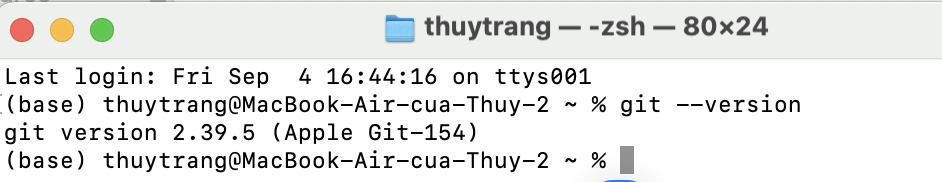 thuytrang — -zsh — 80×24
Last login: Fri Sep  4 16:44:16 on ttys001
(base) thuytrang@MacBook-Air-cua-Thuy-2 ~ % git --version
git version 2.39.5 (Apple Git-154)
(base) thuytrang@MacBook-Air-cua-Thuy-2 ~ %